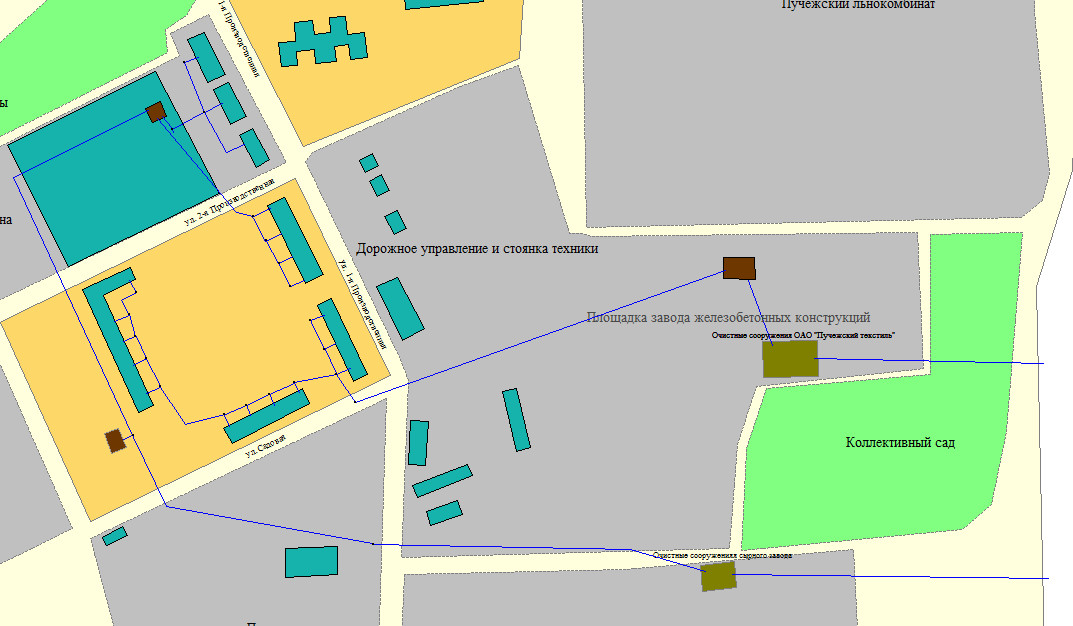 Пучежский льнокомбинат
1-я Производственная
ы
ул. 2-я Производственная
на
Дорожное управление и стоянка техники
ул. 1-я Производственная
Площадка завода железобетонных конструкций
Очистные сооружения ОАО "Пучежский текстиль"
Коллективный сад
ул. Садовая
Очистные сооружения сырного завода